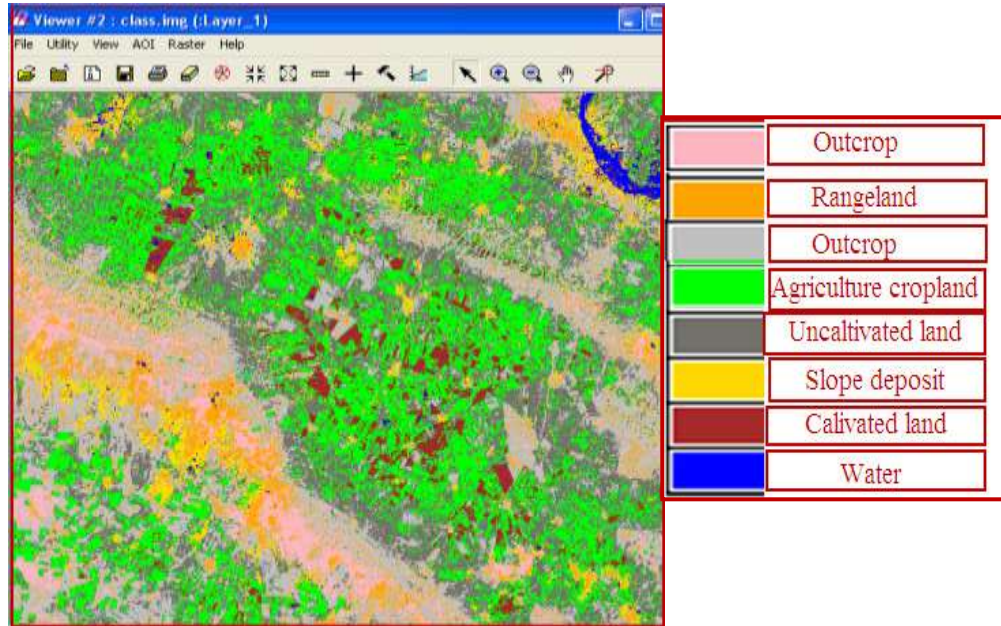 Viewer #2 : class.img (:Layer_1)
File Utility View AOI Raster Help
Outcrop
Rangeland
Outcrop
Agriculture cropland
Uncaltivated land
Slope deposit
Calivated land
Water